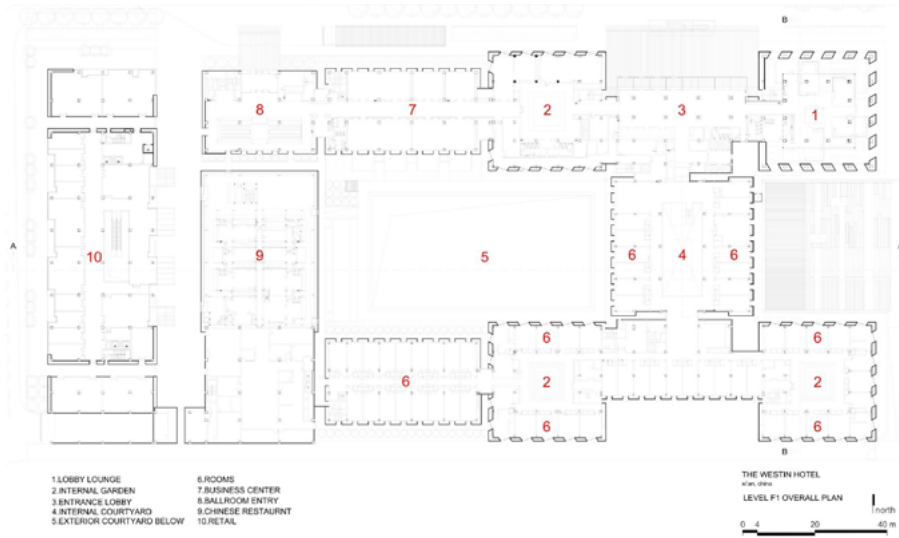 B
8
7
2
3
1
A
10
9
5
6
4
6
A
6
6
6
2
2
6
6
B
1.LOBBY LOUNGE
2.INTERNAL GARDEN
3.ENTRANCE LOBBY
4.INTERNAL COURTYARD
5.EXTERIOR COURTYARD BELOW
6.ROOMS
7.BUSINESS CENTER
8.BALLROOM ENTRY
9.CHINESE RESTAURNT
10.RETAIL
THE WESTIN HOTEL
xi'an, china
LEVEL F1 OVERALL PLAN
north
0 4 20 40 m